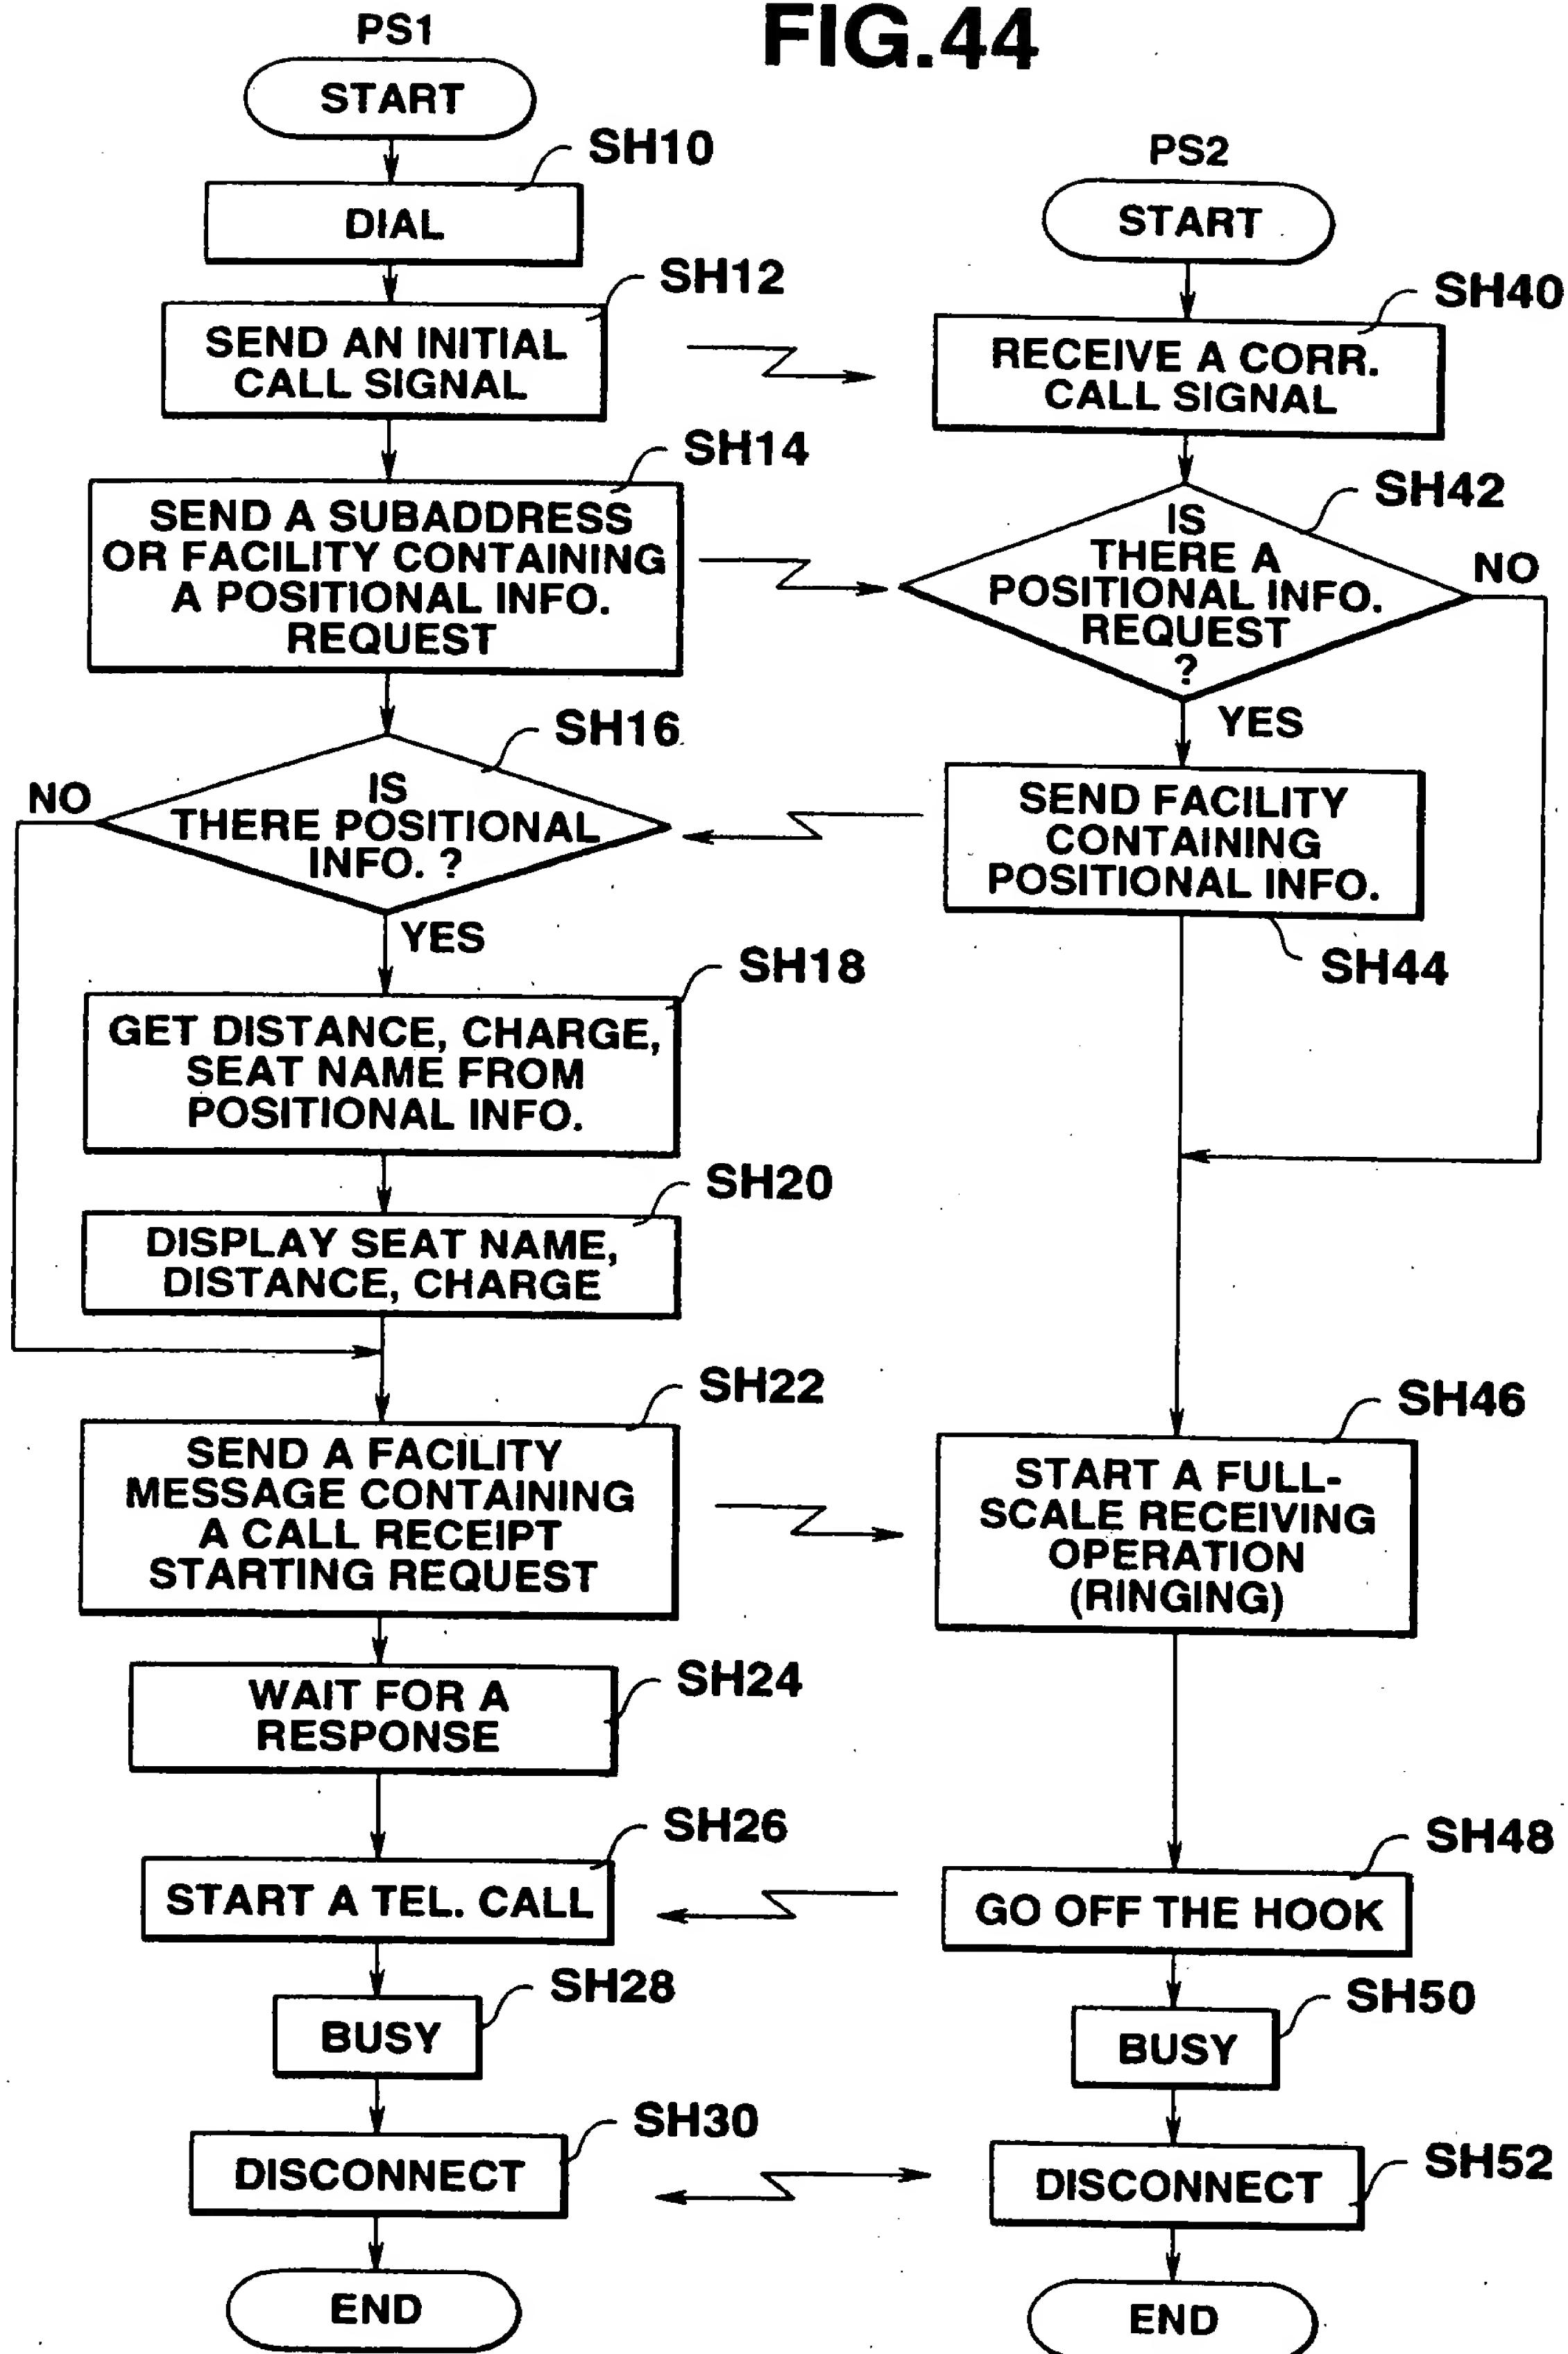 FIG.44
PS1
START
SH10
DIAL
SH12
SEND AN INITIAL
CALL SIGNAL
SH14
SEND A SUBADDRESS
OR FACILITY CONTAINING
A POSITIONAL INFO.
REQUEST
SH16
IS
THERE POSITIONAL
INFO. ?
NO
YES
SH18
GET DISTANCE, CHARGE,
SEAT NAME FROM
POSITIONAL INFO.
SH20
DISPLAY SEAT NAME,
DISTANCE, CHARGE
SH22
SEND A FACILITY
MESSAGE CONTAINING
A CALL RECEIPT
STARTING REQUEST
SH24
WAIT FOR A
RESPONSE
SH26
START A TEL. CALL
SH28
BUSY
SH30
DISCONNECT
END
PS2
START
SH40
RECEIVE A CORR.
CALL SIGNAL
SH42
IS
THERE A
POSITIONAL INFO.
REQUEST
?
NO
YES
SEND FACILITY
CONTAINING
POSITIONAL INFO.
SH44
SH46
START A FULL-
SCALE RECEIVING
OPERATION
(RINGING)
SH48
GO OFF THE HOOK
SH50
BUSY
SH52
DISCONNECT
END